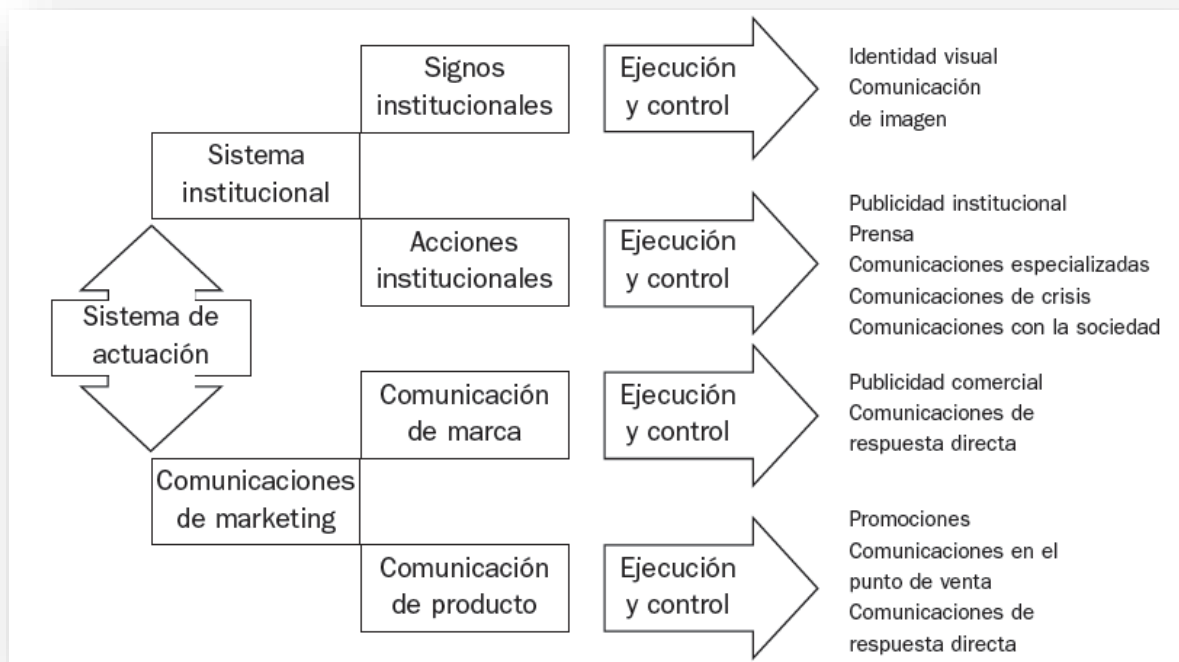 Signos
institucionales
Ejecución
y control
Identidad visual
Comunicación
de imagen
Sistema
institucional
Acciones
institucionales
Ejecución
y control
Publicidad institucional
Prensa
Comunicaciones especializadas
Comunicaciones de crisis
Comunicaciones con la sociedad
Sistema de
actuación
Comunicación
de marca
Ejecución
y control
Publicidad comercial
Comunicaciones de
respuesta directa
Comunicaciones
de marketing
Comunicación
de producto
Ejecución
y control
Promociones
Comunicaciones en el
punto de venta
Comunicaciones de
respuesta directa